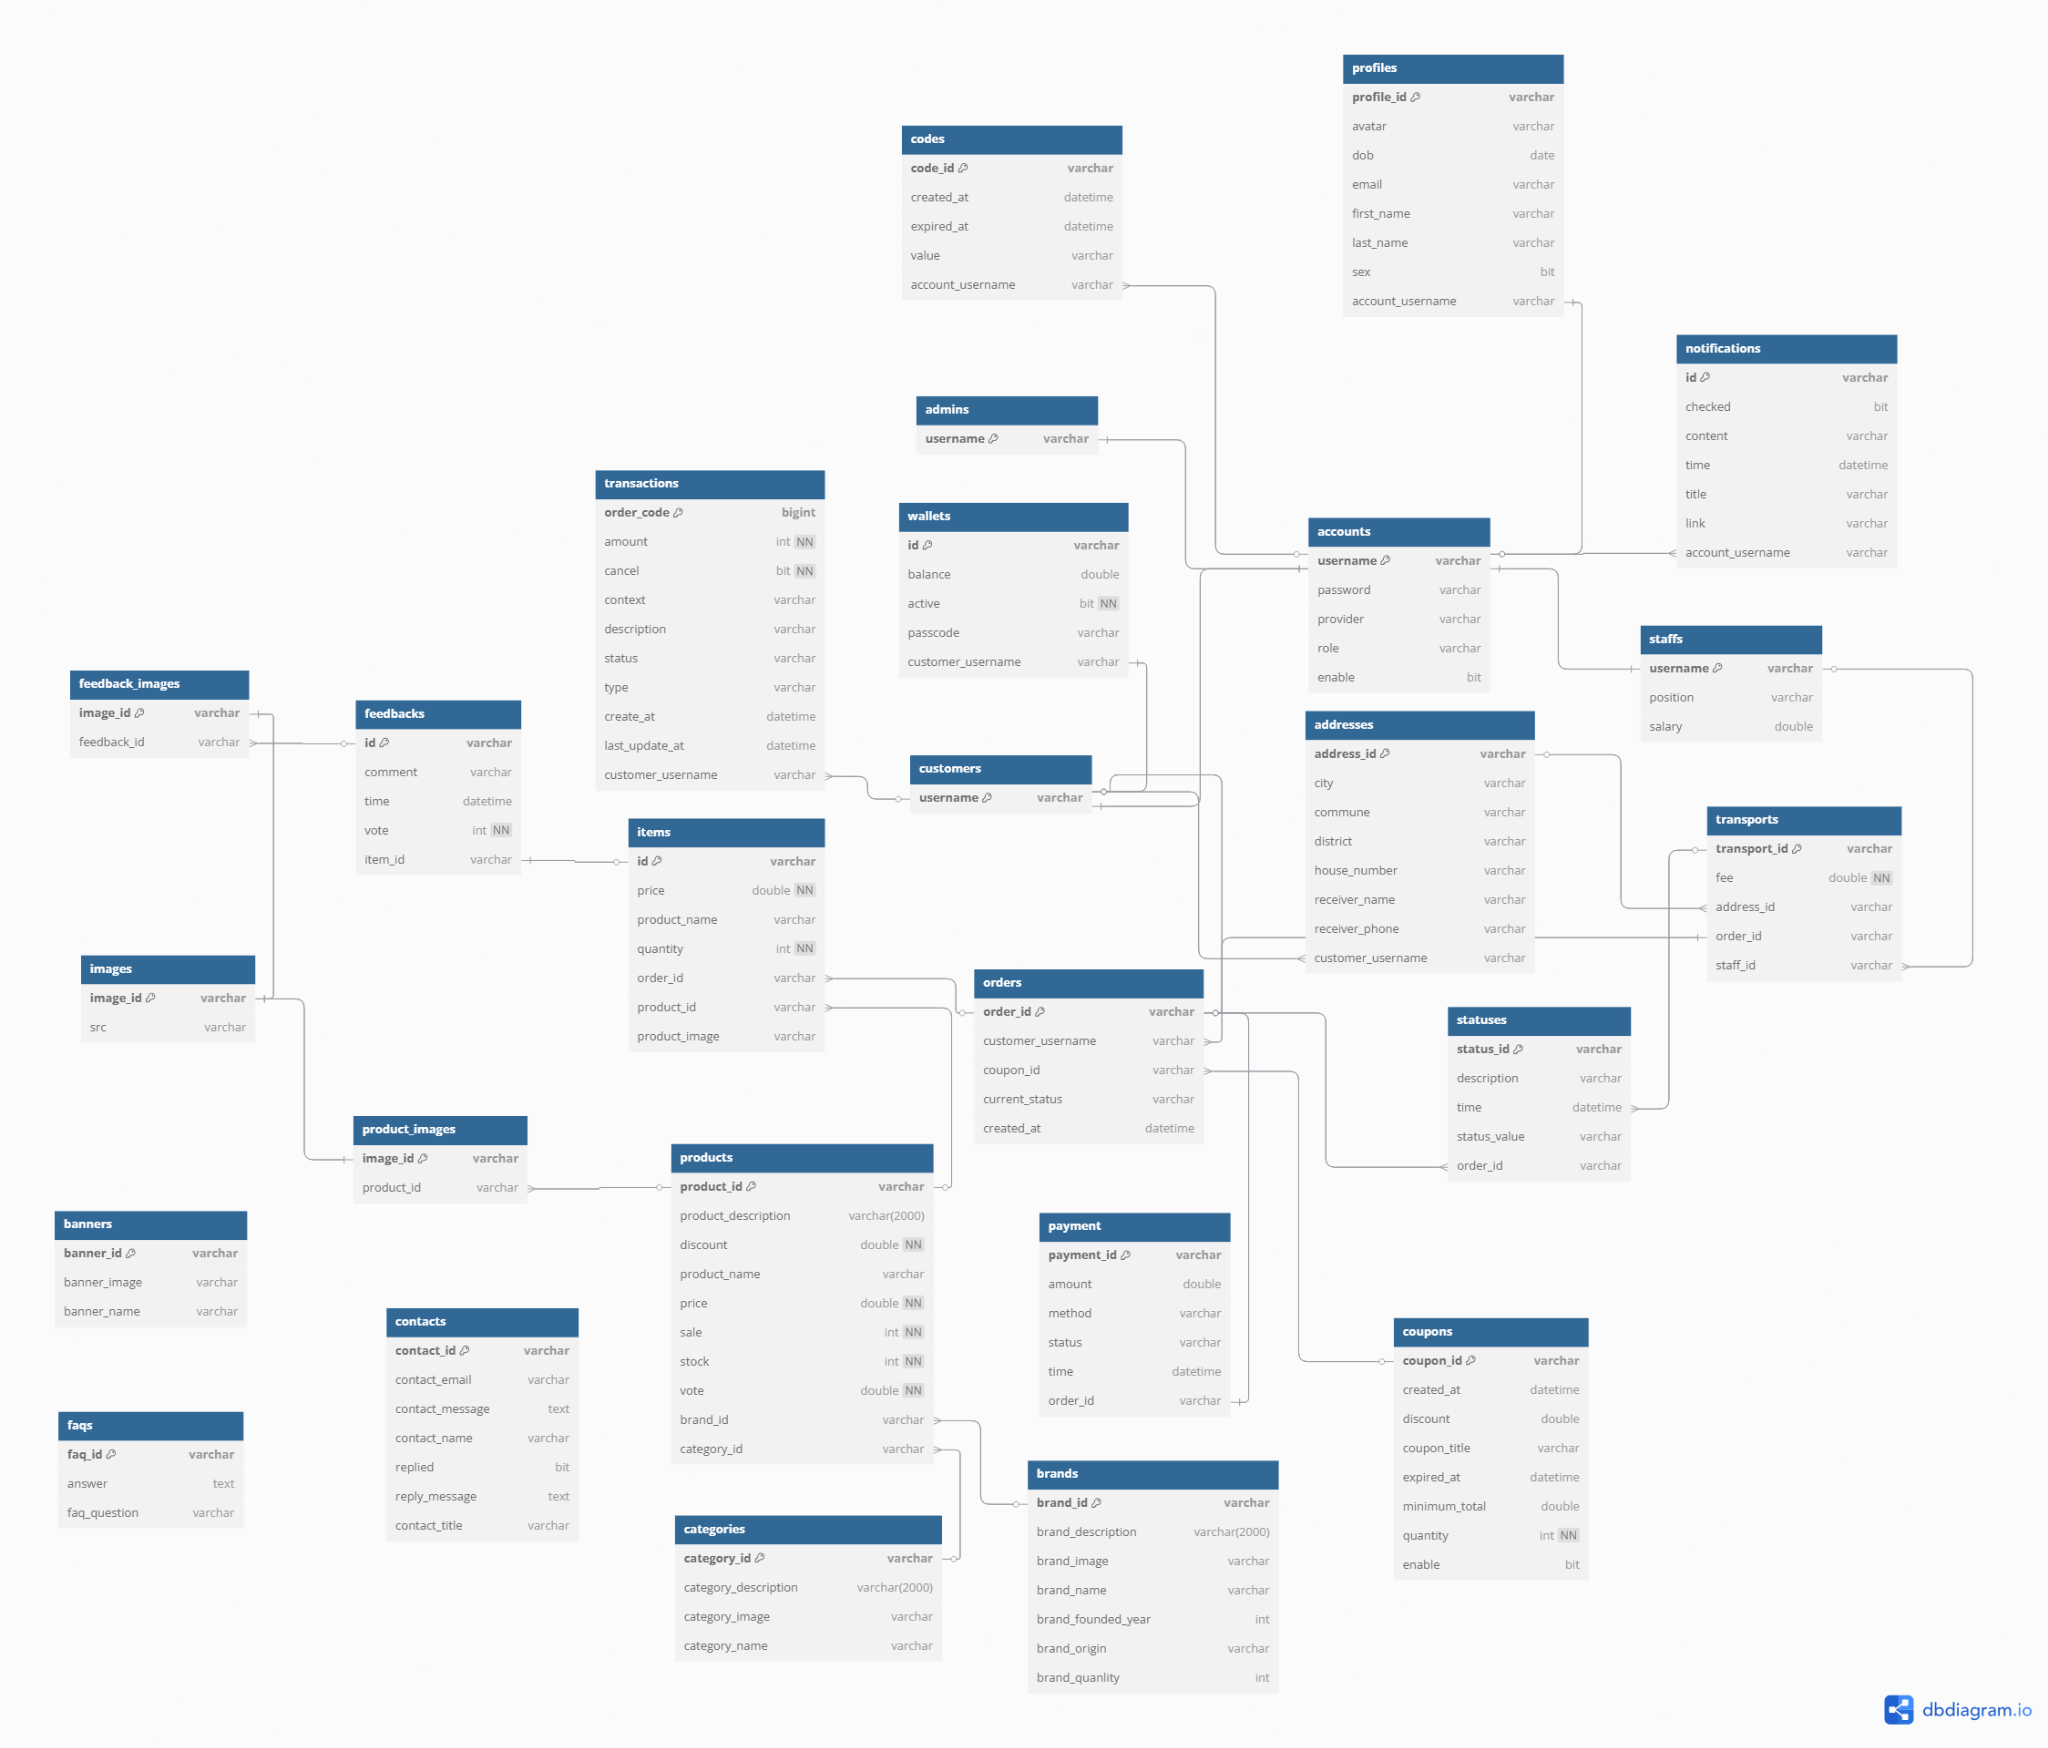 profiles
profile_id varchar
avatar varchar
dob date
email varchar
first_name varchar
last_name varchar
sex bit
account_username varchar
codes
code_id varchar
created_at datetime
expired_at datetime
value varchar
account_username varchar
notifications
id varchar
checked bit
content varchar
time datetime
title varchar
link varchar
account_username varchar
admins
username varchar
transactions
order_code bigint
amount int NN
cancel bit NN
context varchar
description varchar
status varchar
type varchar
create_at datetime
last_update_at datetime
customer_username varchar
wallets
id varchar
balance double
active bit NN
passcode varchar
customer_username varchar
accounts
username varchar
password varchar
provider varchar
role varchar
enable bit
staffs
username varchar
position varchar
salary double
feedback_images
image_id varchar
feedback_id varchar
feedbacks
id varchar
comment varchar
time datetime
vote int NN
item_id varchar
customers
username varchar
addresses
address_id varchar
city varchar
commune varchar
district varchar
house_number varchar
receiver_name varchar
receiver_phone varchar
customer_username varchar
transports
transport_id varchar
fee double NN
address_id varchar
order_id varchar
staff_id varchar
items
id varchar
price double NN
product_name varchar
quantity int NN
order_id varchar
product_id varchar
product_image varchar
images
image_id varchar
src varchar
orders
order_id varchar
customer_username varchar
coupon_id varchar
current_status varchar
created_at datetime
statuses
status_id varchar
description varchar
time datetime
status_value varchar
order_id varchar
product_images
image_id varchar
product_id varchar
products
product_id varchar
product_description varchar(2000)
discount double NN
product_name varchar
price double NN
sale int NN
stock int NN
vote double NN
brand_id varchar
category_id varchar
banners
banner_id varchar
banner_image varchar
banner_name varchar
payment
payment_id varchar
amount double
method varchar
status varchar
time datetime
order_id varchar
contacts
contact_id varchar
contact_email varchar
contact_message text
contact_name varchar
replied bit
reply_message text
contact_title varchar
coupons
coupon_id varchar
created_at datetime
discount double
coupon_title varchar
expired_at datetime
minimum_total double
quantity int NN
enable bit
faqs
faq_id varchar
answer text
faq_question varchar
brands
brand_id varchar
brand_description varchar(2000)
brand_image varchar
brand_name varchar
brand_founded_year int
brand_origin varchar
brand_quanlity int
categories
category_id varchar
category_description varchar(2000)
category_image varchar
category_name varchar
dbdiagram.io